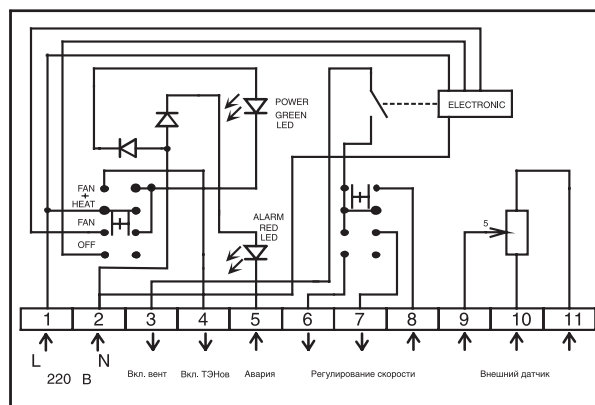 ELECTRONIC
POWER
GREEN
LED
FAN
+
HEAT
FAN
OFF
ALARM
RED
LED
5
1 2 3 4 5 6 7 8 9 10 11
L N
220 В
Вкл. вент Вкл. ТЭНов Авария Регулирование скорости Внешний датчик